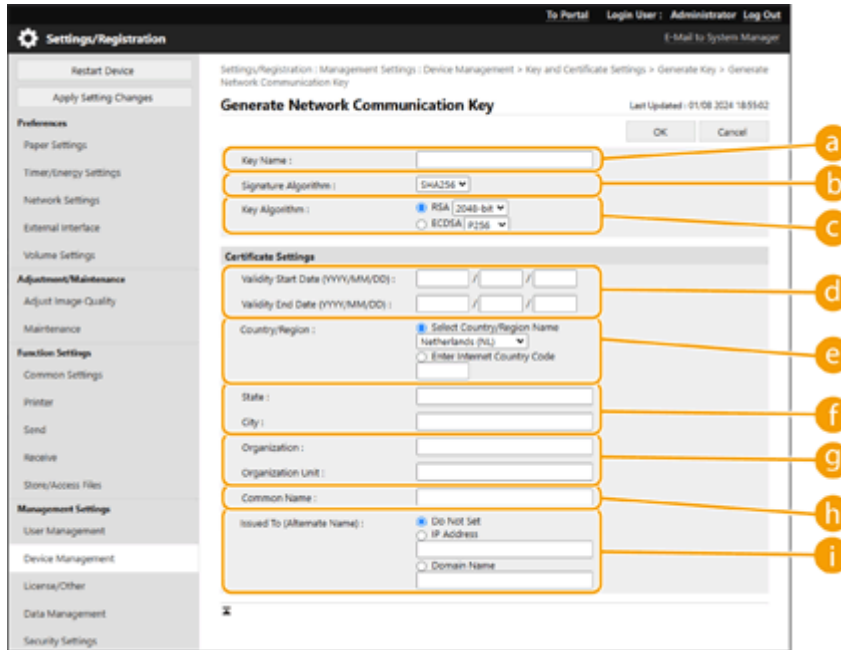 To Portal Login User : Administrator Log Out
Settings/Registration
E-Mail to System Manager
Restart Device
Apply Setting Changes
Preferences
Paper Settings
Timer/Energy Settings
Network Settings
External Interface
Volume Settings
Adjustment/Maintenance
Adjust Image Quality
Maintenance
Function Settings
Common Settings
Printer
Send
Receive
Store/Access Files
Management Settings
User Management
Device Management
License/Other
Data Management
Security Settings
Settings/Registration : Management Settings : Device Management > Key and Certificate Settings > Generate Key > Generate
Network Communication Key
Generate Network Communication Key
Last Updated : 01/08 2024 18:55:02
OK Cancel
Key Name :
a
Signature Algorithm : SHA256
b
Key Algorithm : RSA 2048-bit
ECDSA P256
c
Certificate Settings
Validity Start Date (YYYY/MM/DD) : / /
Validity End Date (YYYY/MM/DD) : / /
d
Country/Region : Select Country/Region Name
Netherlands (NL)
Enter Internet Country Code
e
State :
City :
f
Organization :
Organization Unit :
g
Common Name :
h
Issued To (Alternate Name) : Do Not Set
IP Address
Domain Name
i